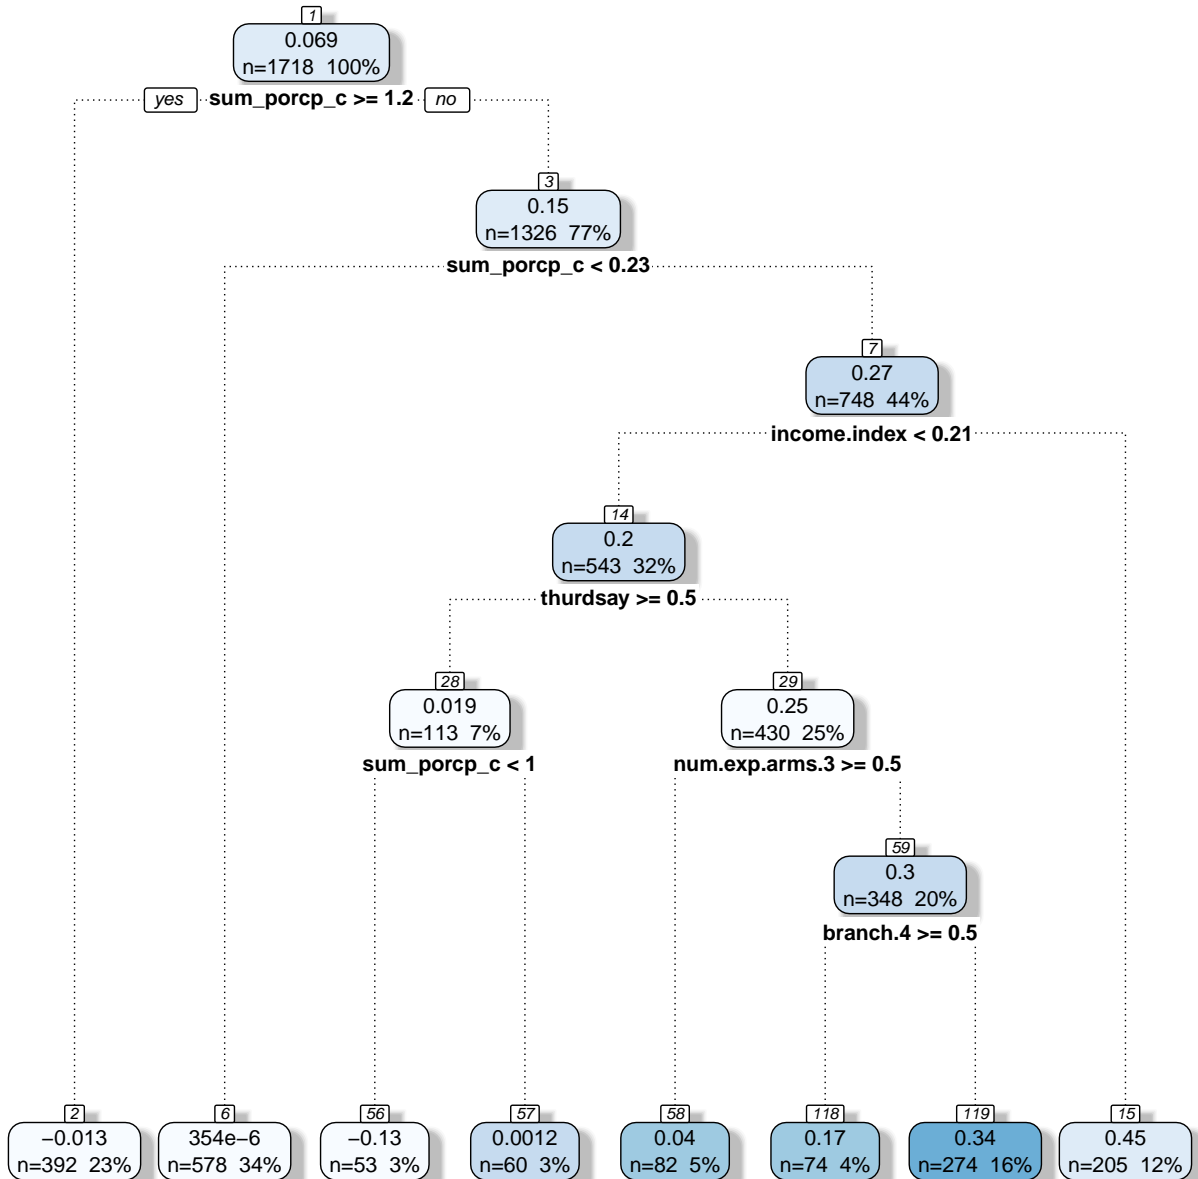 1
0.069
n=1718 100%
yes sum_porcp_c >= 1.2 no
3
0.15
n=1326 77%
sum_porcp_c < 0.23
7
0.27
n=748 44%
income.index < 0.21
14
0.2
n=543 32%
thurdsay >= 0.5
28 29
0.019 0.25
n=113 7% n=430 25%
sum_porcp_c < 1 num.exp.arms.3 >= 0.5
59
0.3
n=348 20%
branch.4 >= 0.5
2 6 56 57 58 118 119 15
−0.013 354e−6 −0.13 0.0012 0.04 0.17 0.34 0.45
n=392 23% n=578 34% n=53 3% n=60 3% n=82 5% n=74 4% n=274 16% n=205 12%